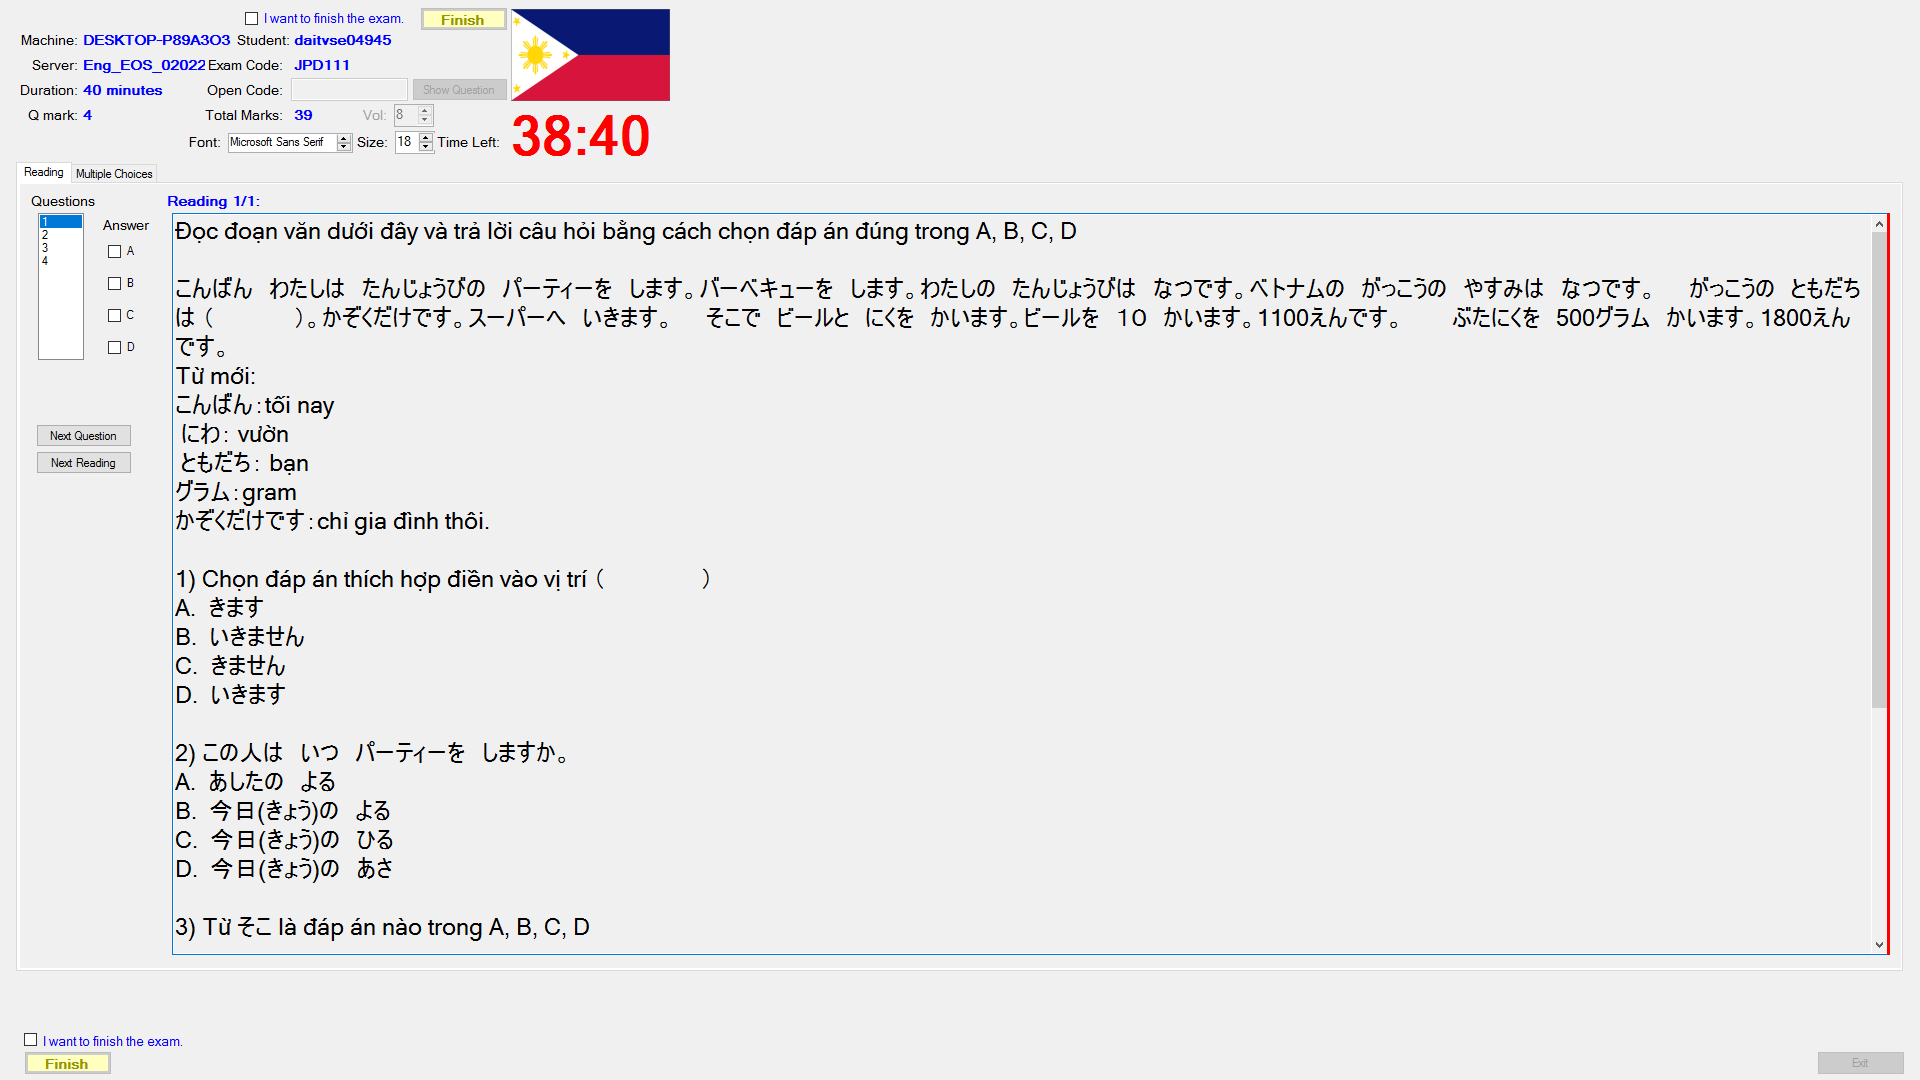 I want to finish the exam.
Finish
Machine: DESKTOP-P89A3O3 Student: daitvse04945
Server: Eng_EOS_02022 Exam Code: JPD111
Duration: 40 minutes Open Code: Show Question
Q mark: 4 Total Marks: 39 Vol: 8
Font: Microsoft Sans Serif Size: 18 Time Left: 38:40
Reading Multiple Choices
Questions
1
2
3
4
Answer
A
B
C
D
Next Question
Next Reading
Reading 1/1:
Đọc đoạn văn dưới đây và trả lời câu hỏi bằng cách chọn đáp án đúng trong A, B, C, D
こんばん　わたしは　たんじょうびの　パーティーを　します。バーベキューを　します。わたしの　たんじょうびは　なつです。ベトナムの　がっこうの　やすみは　なつです。　がっこうの　ともだち
は（　　　　）。かぞくだけです。スーパーへ　いきます。　そこで　ビールと　にくを　かいます。ビールを　１０　かいます。1100えんです。　　ぶたにくを　500グラム　かいます。1800えん
です。
Từ mới:
こんばん：tối nay
にわ： vườn
ともだち： bạn
グラム：gram
かぞくだけです：chỉ gia đình thôi.
1) Chọn đáp án thích hợp điền vào vị trí（　　　　）
A. きます
B. いきません
C. きません
D. いきます
2) この人は　いつ　パーティーを　しますか。
A. あしたの　よる
B. 今日(きょう)の　よる
C. 今日(きょう)の　ひる
D. 今日(きょう)の　あさ
3) Từ そこ là đáp án nào trong A, B, C, D
I want to finish the exam.
Finish
Exit